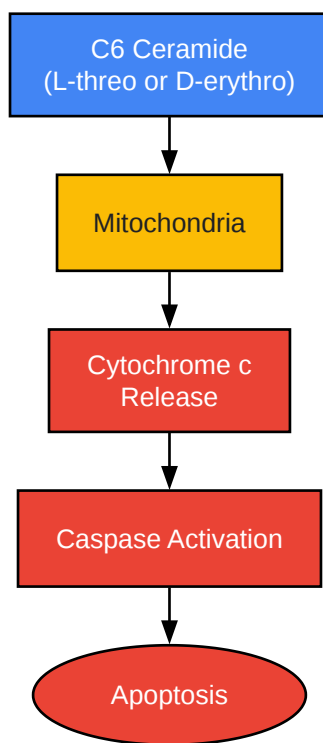 C6 Ceramide
(L-threo or D-erythro)
Mitochondria
Cytochrome c
Release
Caspase Activation
Apoptosis